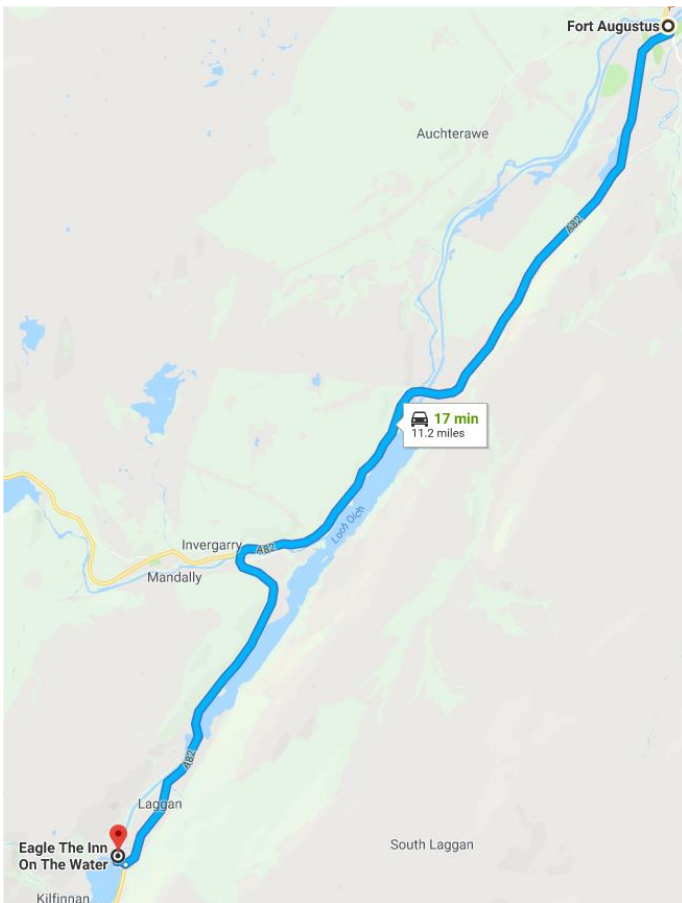 Fort Augustus
Auchterawe
A82
17 min
11.2 miles
Loch Oich
Invergarry
A82
Mandally
A82
Laggan
Eagle The Inn
On The Water
South Laggan
Kilfinnan